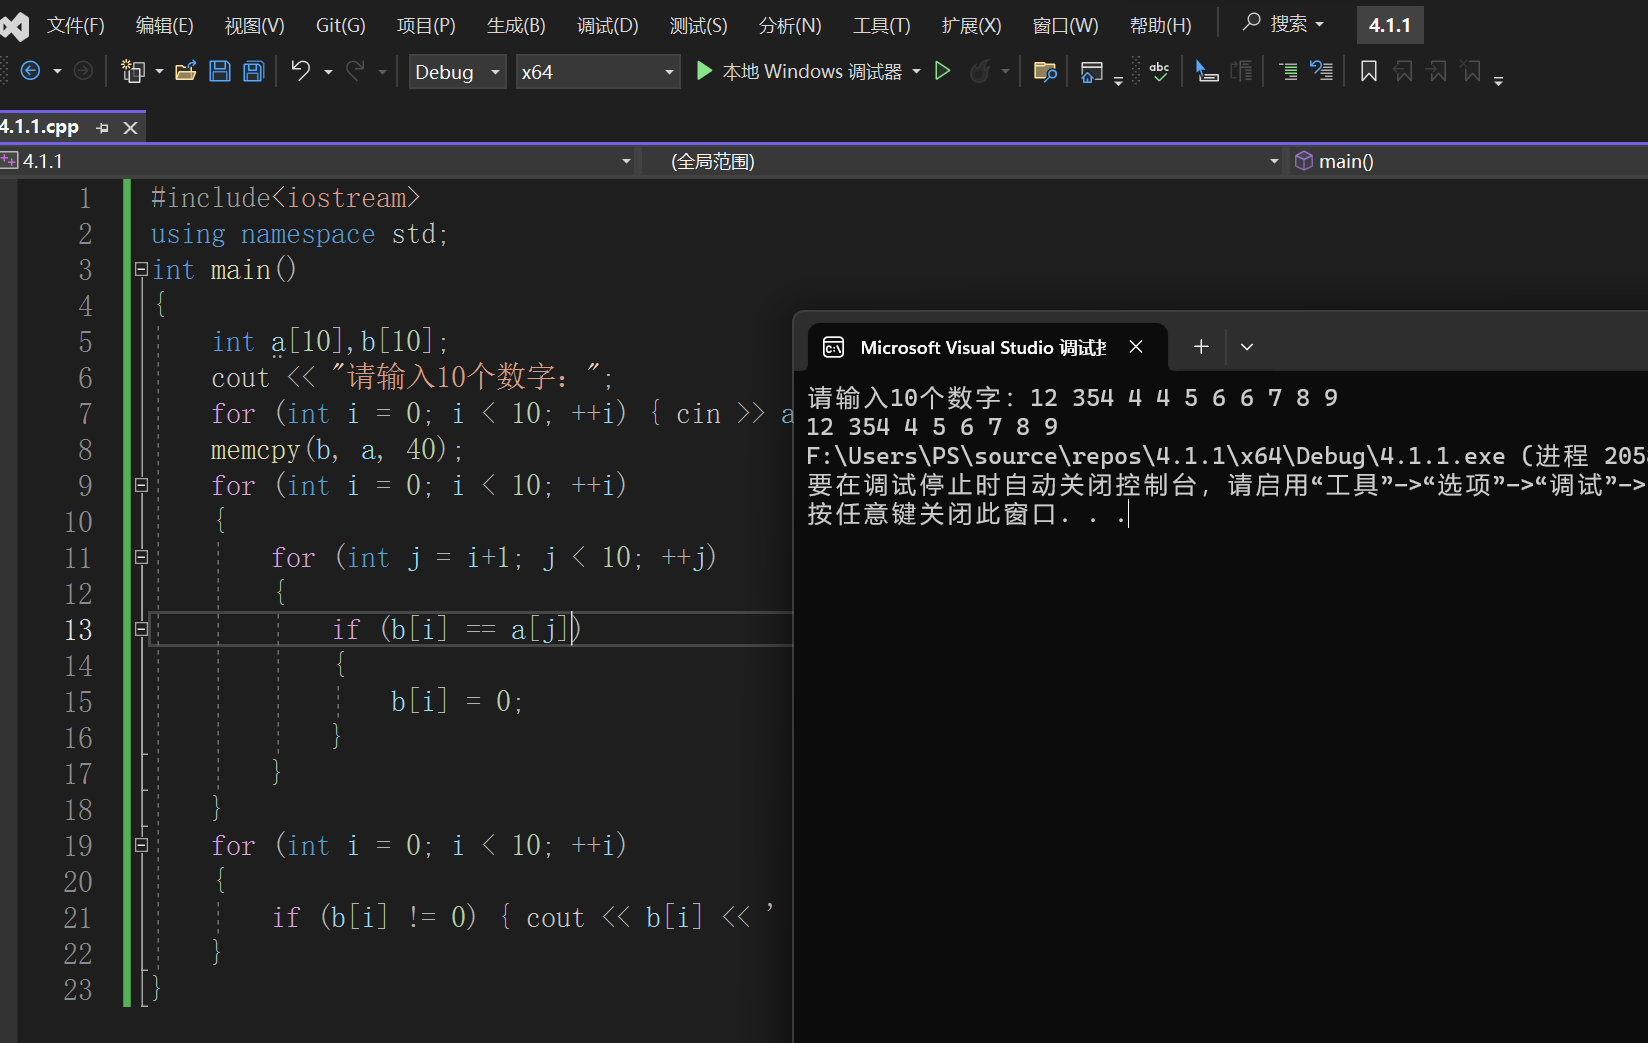 文件(F) 编辑(E) 视图(V) Git(G) 项目(P) 生成(B) 调试(D) 测试(S) 分析(N) 工具(T) 扩展(X) 窗口(W) 帮助(H) 搜索 4.1.1
Debug x64 本地 Windows 调试器 abc
4.1.1.cpp
4.1.1 (全局范围) main()
1 #include<iostream>
2 using namespace std;
3 int main()
4 {
5 int a[10],b[10];
6 cout << "请输入10个数字：";
7 for (int i = 0; i < 10; ++i) { cin >> a
8 memcpy(b, a, 40);
9 for (int i = 0; i < 10; ++i)
10 {
11 for (int j = i+1; j < 10; ++j)
12 {
13 if (b[i] == a[j])
14 {
15 b[i] = 0;
16 }
17 }
18 }
19 for (int i = 0; i < 10; ++i)
20 {
21 if (b[i] != 0) { cout << b[i] << '
22 }
23 }
Microsoft Visual Studio 调试
请输入10个数字：12 354 4 4 5 6 6 7 8 9
12 354 4 5 6 7 8 9
F:\Users\PS\source\repos\4.1.1\x64\Debug\4.1.1.exe (进程 205
要在调试停止时自动关闭控制台，请启用“工具”->“选项”->“调试”->
按任意键关闭此窗口. . .